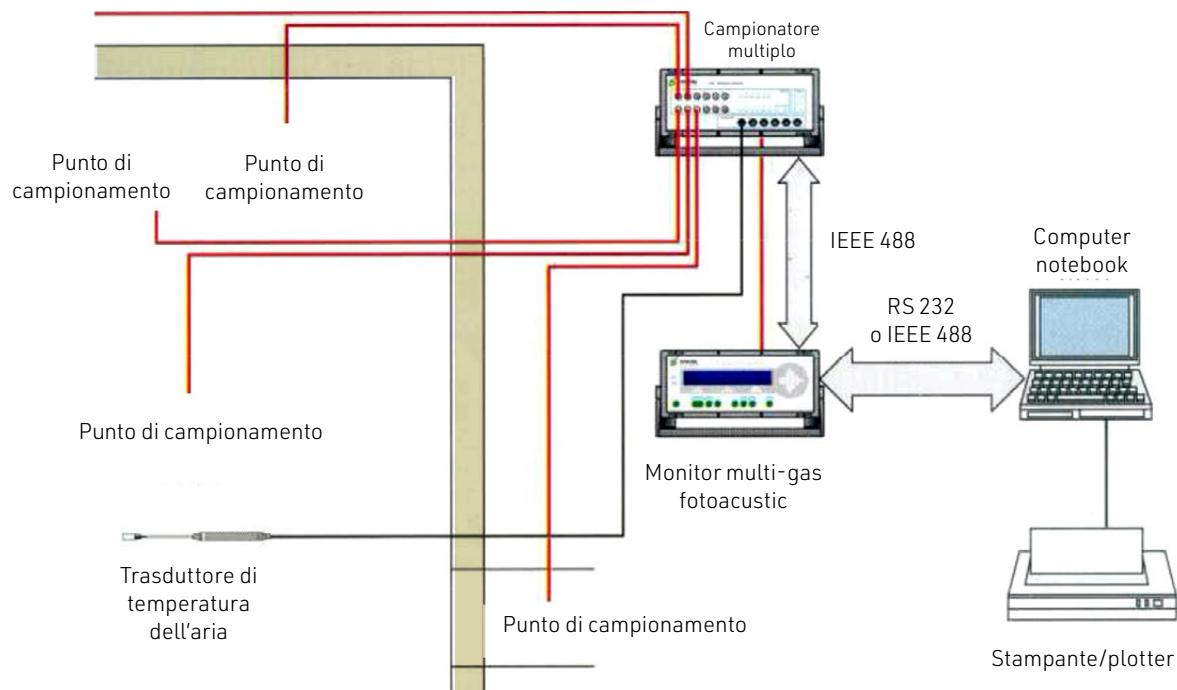 Campionatore
multiplo
Punto di
campionamento
Punto di
campionamento
IEEE 488
Computer
notebook
RS 232
o IEEE 488
Punto di campionamento
Monitor multi-gas
fotoacustic
Trasduttore di
temperatura
dell'aria
Punto di campionamento
Stampante/plotter